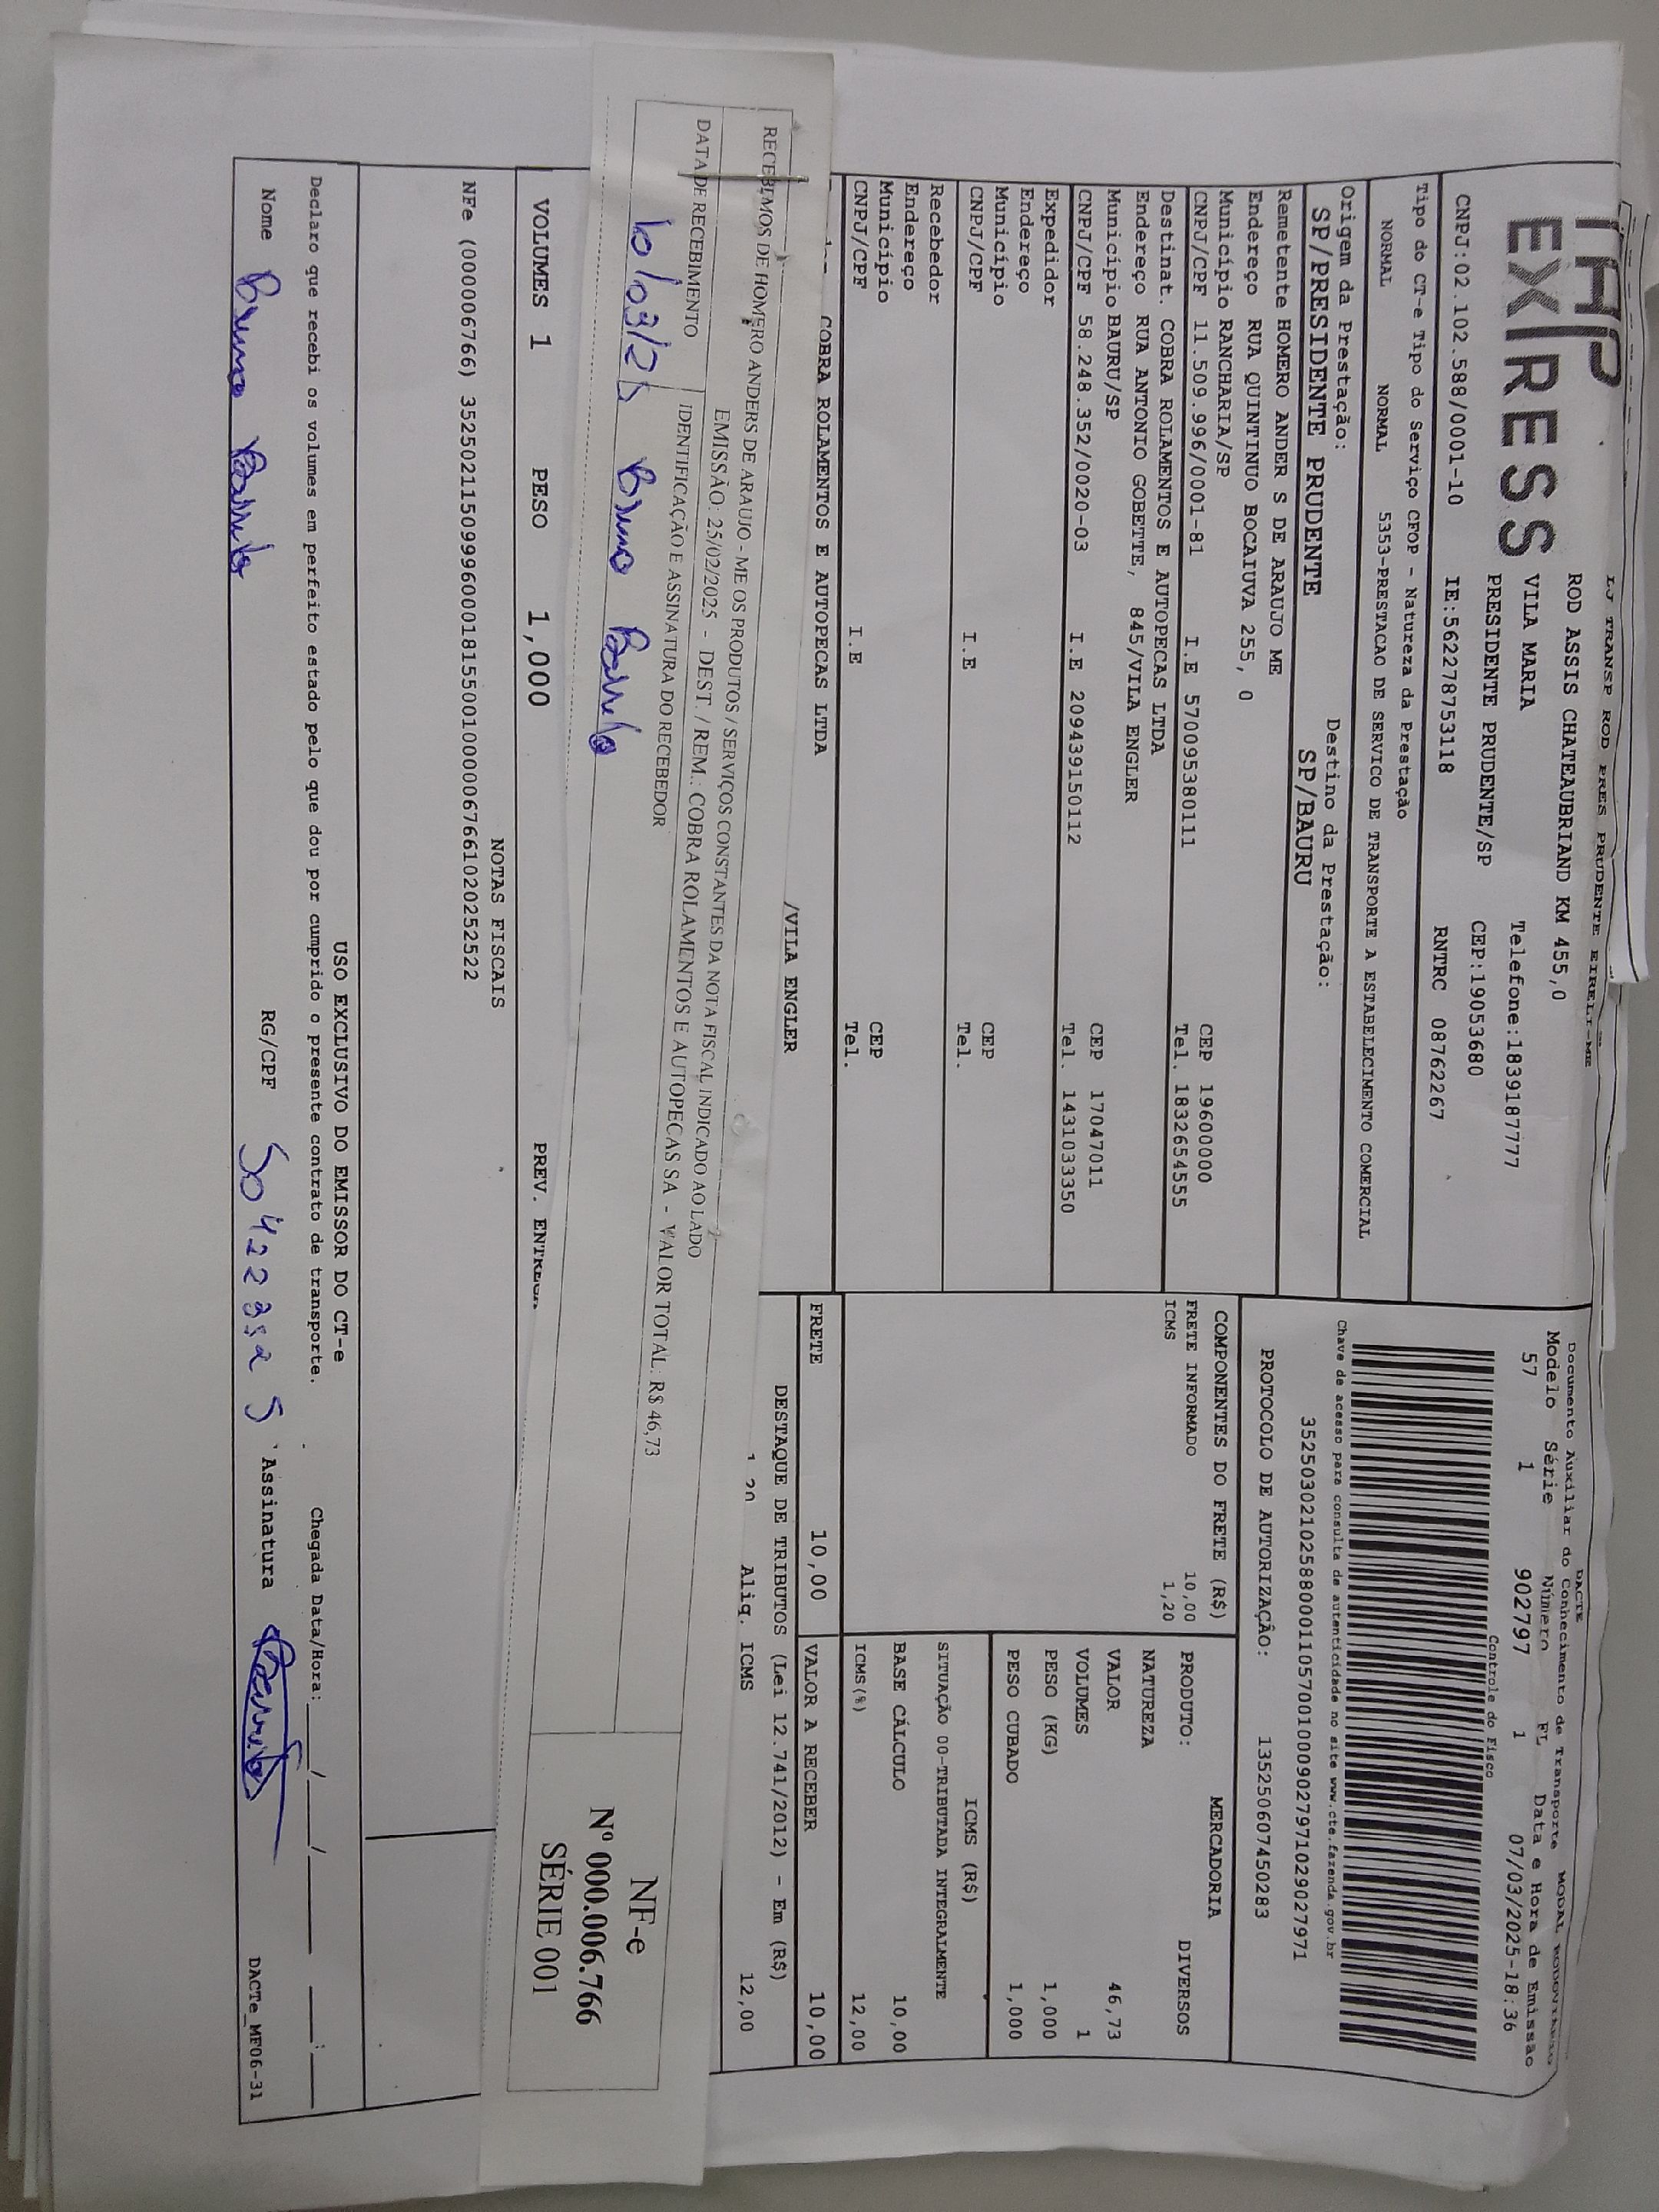 EXPRESS
LJ TRANSP ROD PRES PRUDENTE EIRELI-ME
ROD ASSIS CHATEAUBRIAND KM 455,0
VILA MARIA Telefone:1839187777
PRESIDENTE PRUDENTE/SP CEP:19053680
CNPJ:02.102.588/0001-10 IE:562278753118 RNTRC 08762267
Tipo do CT-e Tipo do Serviço CFOP - Natureza da Prestação
NORMAL NORMAL 5353-PRESTACAO DE SERVICO DE TRANSPORTE A ESTABELECIMENTO COMERCIAL
Origem da Prestação: Destino da Prestação:
SP/PRESIDENTE PRUDENTE SP/BAURU
Remetente HOMERO ANDER S DE ARAUJO ME
Endereço RUA QUINTINUO BOCAIUVA 255, 0
Município RANCHARIA/SP CEP 19600000
CNPJ/CPF 11.509.996/0001-81 I.E 570095380111 Tel. 1832654555
Destinat. COBRA ROLAMENTOS E AUTOPECAS LTDA
Endereço RUA ANTONIO GOBETTE, 845/VILA ENGLER
Município BAURU/SP CEP 17047011
CNPJ/CPF 58.248.352/0020-03 I.E 209439150112 Tel. 1431033350
Expedidor
Endereço
Município CEP
CNPJ/CPF I.E Tel.
Recebedor
Endereço
Município CEP
CNPJ/CPF I.E Tel.
COBRA ROLAMENTOS E AUTOPECAS LTDA
/VILA ENGLER
DACTE
Documento Auxiliar do Conhecimento de Transporte MODAL RODOVIARIO
Modelo Série Número FL Data e Hora de Emissão
57 1 902797 1 07/03/2025-18:36
Controle do Fisco
Chave de acesso para consulta de autenticidade no site www.cte.fazenda.gov.br
35250302102588000110570010009027971029027971
PROTOCOLO DE AUTORIZAÇÃO: 135250607450283
COMPONENTES DO FRETE (R$)
FRETE INFORMADO 10,00
ICMS 1,20
MERCADORIA
PRODUTO: DIVERSOS
NATUREZA
VALOR 46,73
VOLUMES 1
PESO (KG) 1,000
PESO CUBADO 1,000
ICMS (R$)
SITUAÇÃO 00-TRIBUTADA INTEGRALMENTE
BASE CÁLCULO 10,00
ICMS(%) 12,00
FRETE 10,00 VALOR A RECEBER 10,00
DESTAQUE DE TRIBUTOS (Lei 12.741/2012) - Em (R$)
1 20 Aliq. ICMS 12,00
RECEBEMOS DE HOMERO ANDERS DE ARAUJO - ME OS PRODUTOS / SERVIÇOS CONSTANTES DA NOTA FISCAL INDICADO AO LADO
EMISSÃO: 25/02/2025 - DEST. / REM.: COBRA ROLAMENTOS E AUTOPECAS SA - VALOR TOTAL: R$ 46,73
DATA DE RECEBIMENTO IDENTIFICAÇÃO E ASSINATURA DO RECEBEDOR
10/03/25 Bruno Barreto
NF-e
Nº 000.006.766
SÉRIE 001
VOLUMES 1 PESO 1,000 PREV. ENTREGA
NOTAS FISCAIS
NFe (000006766) 35250211509996000181550010000067661020252522
USO EXCLUSIVO DO EMISSOR DO CT-e
Declaro que recebi os volumes em perfeito estado pelo que dou por cumprido o presente contrato de transporte. Chegada Data/Hora:____/____/____ __:__
Nome Bruno Barreto RG/CPF Assinatura Barreto
DACTe_MF06-31